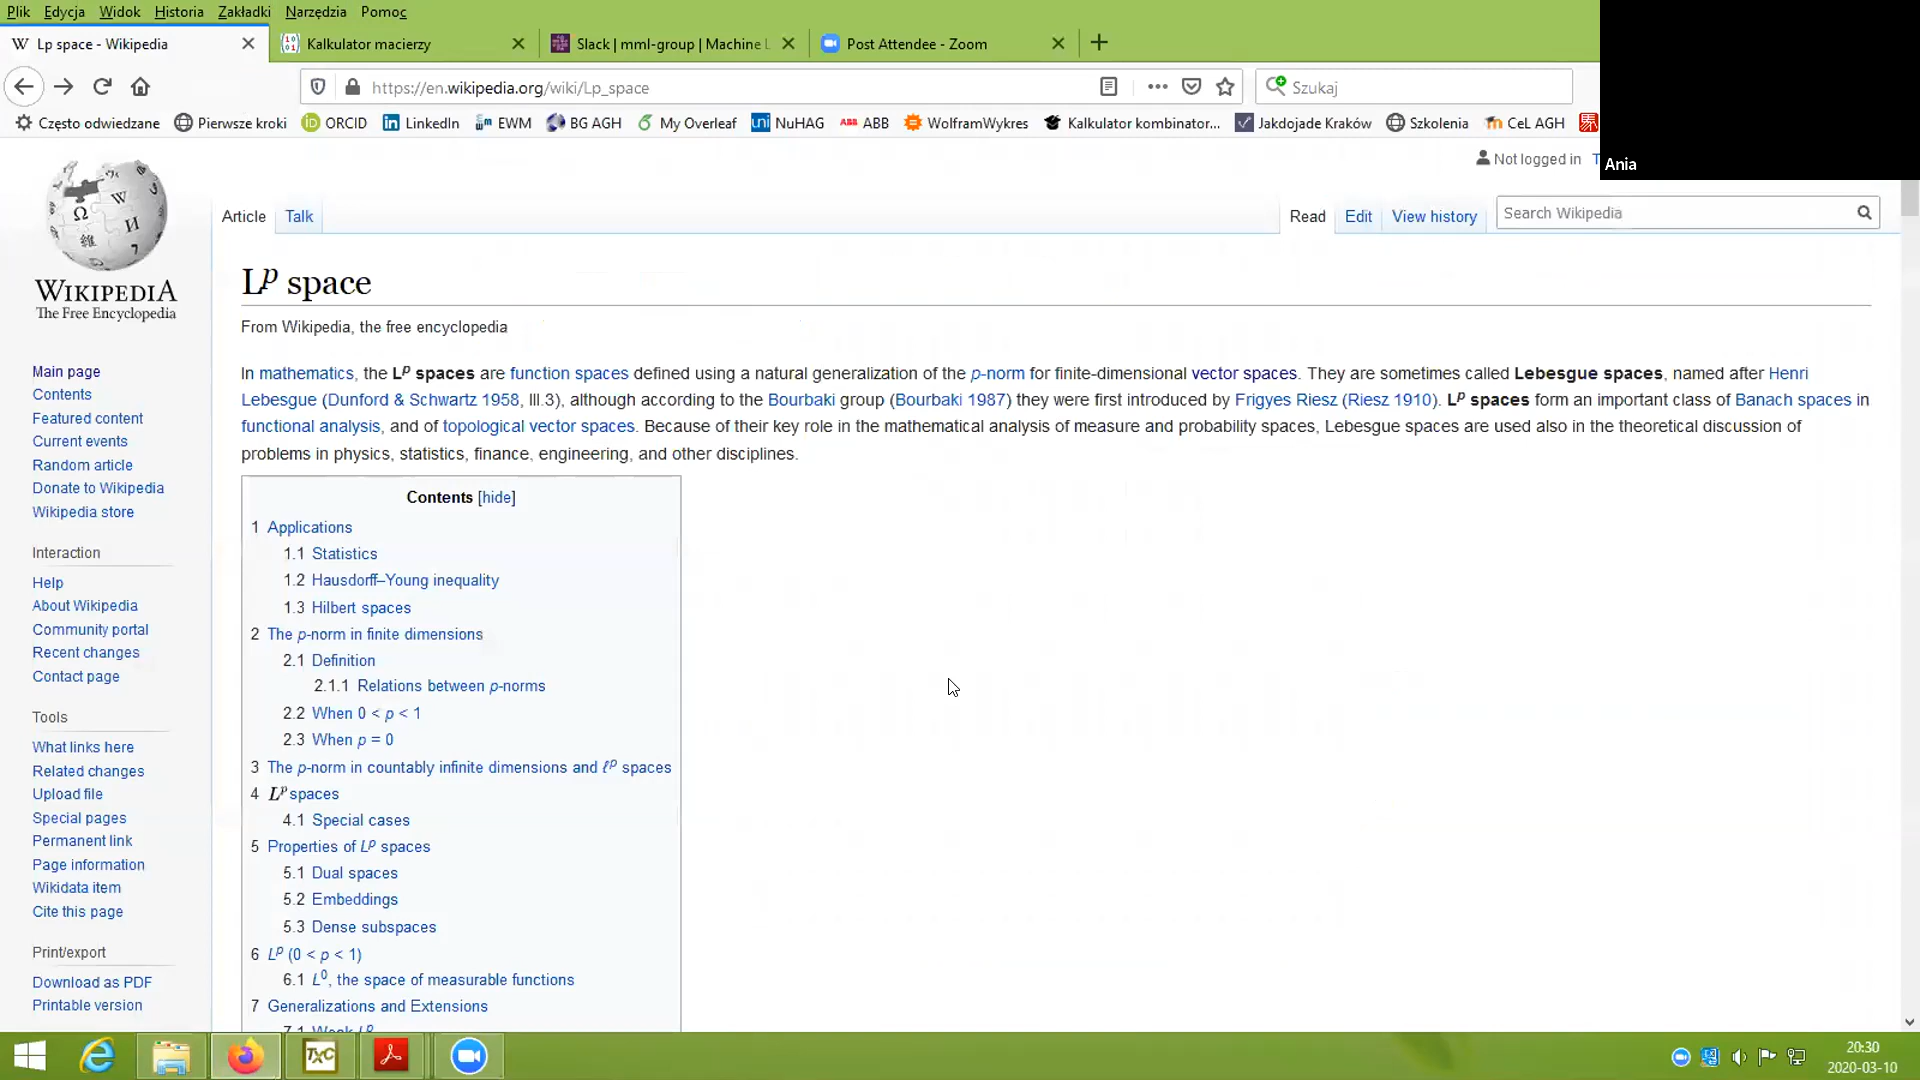 Plik Edycja Widok Historia Zakładki Narzędzia Pomoc
Lp space - Wikipedia
Kalkulator macierzy
Slack | mml-group | Machine L
Post Attendee - Zoom
https://en.wikipedia.org/wiki/Lp_space
Szukaj
Często odwiedzane Pierwsze kroki ORCID LinkedIn EWM BG AGH My Overleaf NuHAG ABB WolframWykres Kalkulator kombinator... Jakdojade Kraków Szkolenia CeL AGH
Ania
Not logged in
Article Talk Read Edit View history Search Wikipedia
WIKIPEDIA
The Free Encyclopedia
Main page
Contents
Featured content
Current events
Random article
Donate to Wikipedia
Wikipedia store
Interaction
Help
About Wikipedia
Community portal
Recent changes
Contact page
Tools
What links here
Related changes
Upload file
Special pages
Permanent link
Page information
Wikidata item
Cite this page
Print/export
Download as PDF
Printable version
Lᵖ space
From Wikipedia, the free encyclopedia
In mathematics, the Lᵖ spaces are function spaces defined using a natural generalization of the p-norm for finite-dimensional vector spaces. They are sometimes called Lebesgue spaces, named after Henri
Lebesgue (Dunford & Schwartz 1958, III.3), although according to the Bourbaki group (Bourbaki 1987) they were first introduced by Frigyes Riesz (Riesz 1910). Lᵖ spaces form an important class of Banach spaces in
functional analysis, and of topological vector spaces. Because of their key role in the mathematical analysis of measure and probability spaces, Lebesgue spaces are used also in the theoretical discussion of
problems in physics, statistics, finance, engineering, and other disciplines.
Contents [hide]
1 Applications
1.1 Statistics
1.2 Hausdorff–Young inequality
1.3 Hilbert spaces
2 The p-norm in finite dimensions
2.1 Definition
2.1.1 Relations between p-norms
2.2 When 0 < p < 1
2.3 When p = 0
3 The p-norm in countably infinite dimensions and ℓᵖ spaces
4 Lᵖ spaces
4.1 Special cases
5 Properties of Lᵖ spaces
5.1 Dual spaces
5.2 Embeddings
5.3 Dense subspaces
6 Lᵖ (0 < p < 1)
6.1 L⁰, the space of measurable functions
7 Generalizations and Extensions
7.1 Weak Lᵖ
20:30
2020-03-10